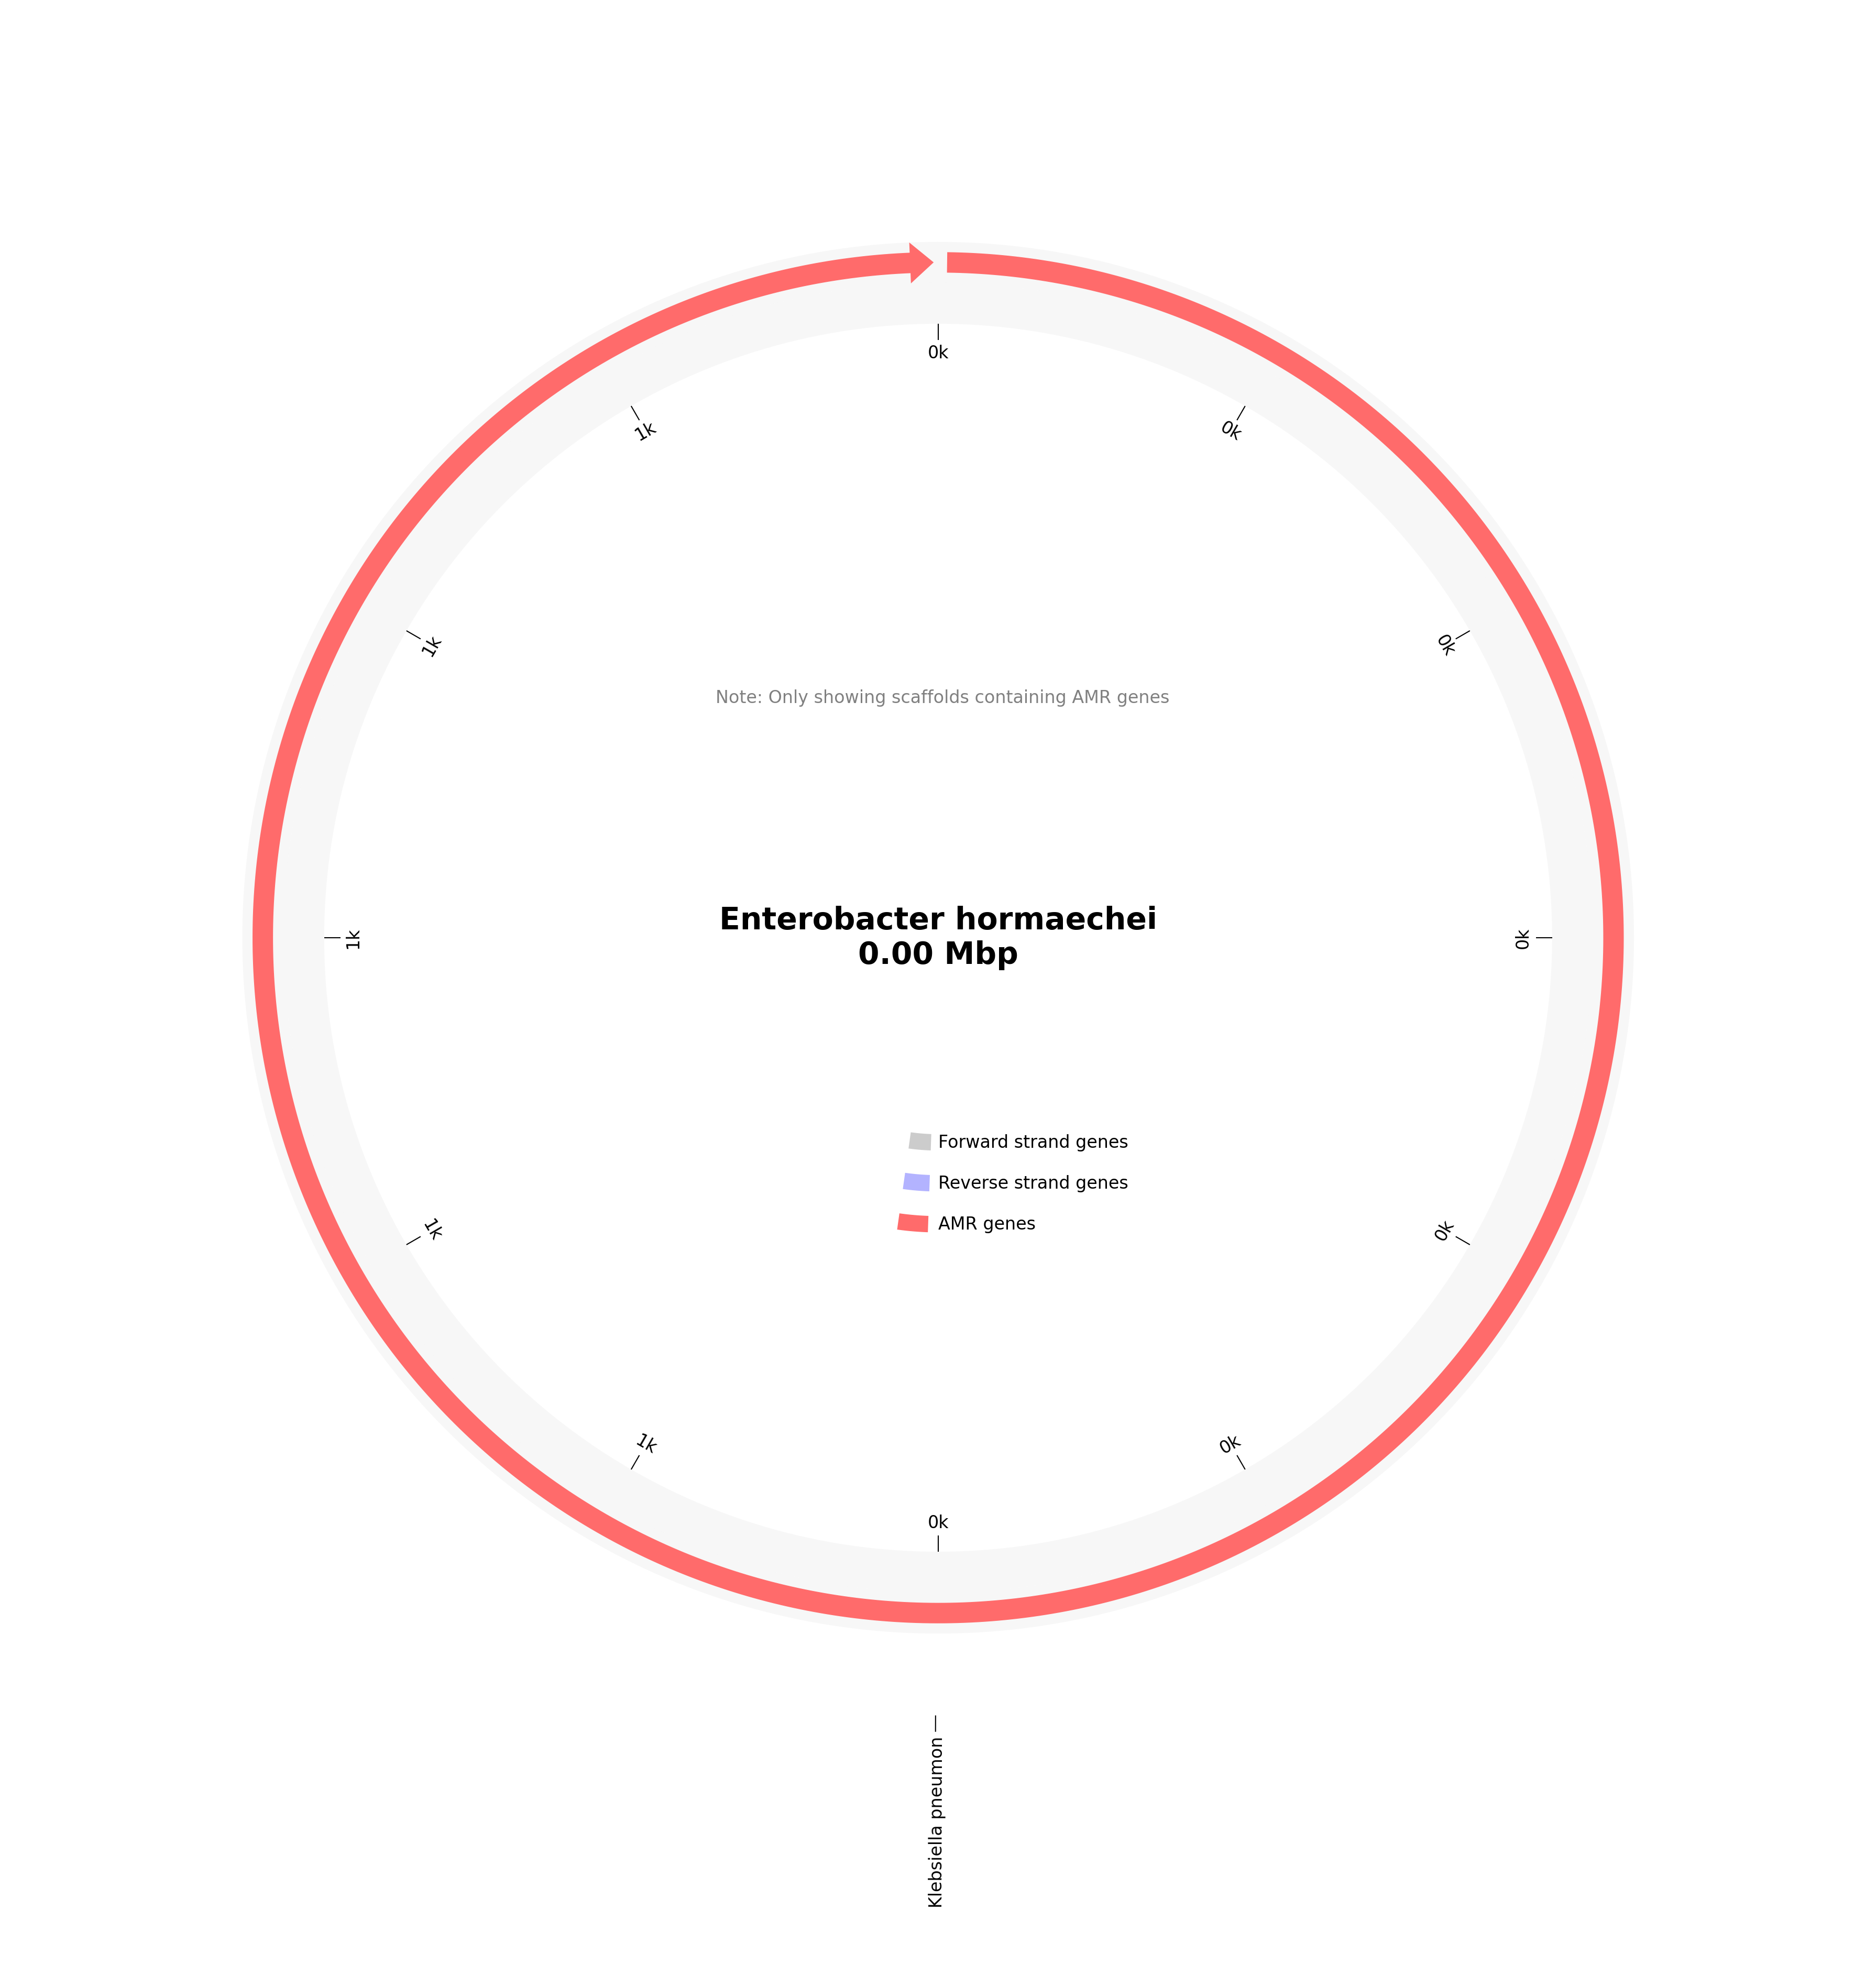 0k
0k
0k
0k
0k
0k
0k
1k
1k
1k
1k
1k
Note: Only showing scaffolds containing AMR genes
Enterobacter hormaechei
0.00 Mbp
Forward strand genes
Reverse strand genes
AMR genes
Klebsiella pneumon